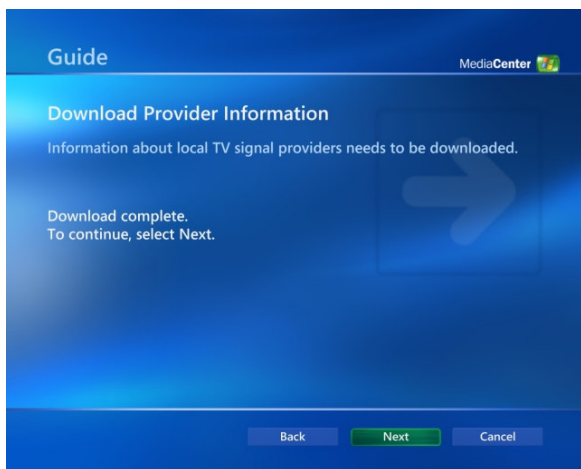 Guide
MediaCenter
Download Provider Information
Information about local TV signal providers needs to be downloaded.
Download complete.
To continue, select Next.
Back Next Cancel